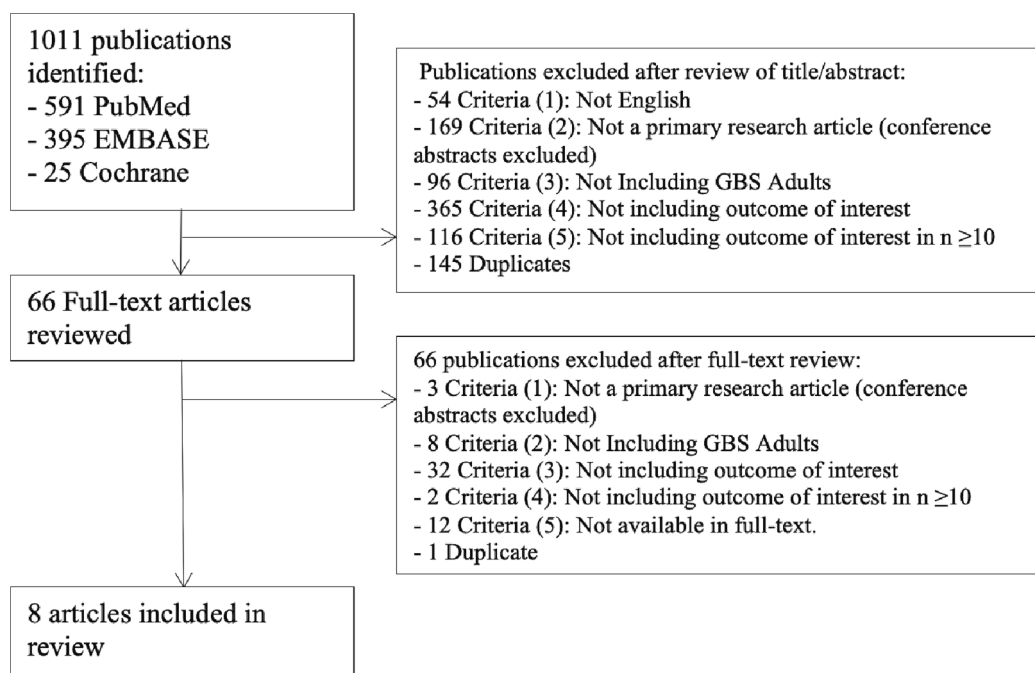 1011 publications
identified:
- 591 PubMed
- 395 EMBASE
- 25 Cochrane
Publications excluded after review of title/abstract:
- 54 Criteria (1): Not English
- 169 Criteria (2): Not a primary research article (conference
abstracts excluded)
- 96 Criteria (3): Not Including GBS Adults
- 365 Criteria (4): Not including outcome of interest
- 116 Criteria (5): Not including outcome of interest in n ≥10
- 145 Duplicates
66 Full-text articles
reviewed
66 publications excluded after full-text review:
- 3 Criteria (1): Not a primary research article (conference
abstracts excluded)
- 8 Criteria (2): Not Including GBS Adults
- 32 Criteria (3): Not including outcome of interest
- 2 Criteria (4): Not including outcome of interest in n ≥10
- 12 Criteria (5): Not available in full-text.
- 1 Duplicate
8 articles included in
review